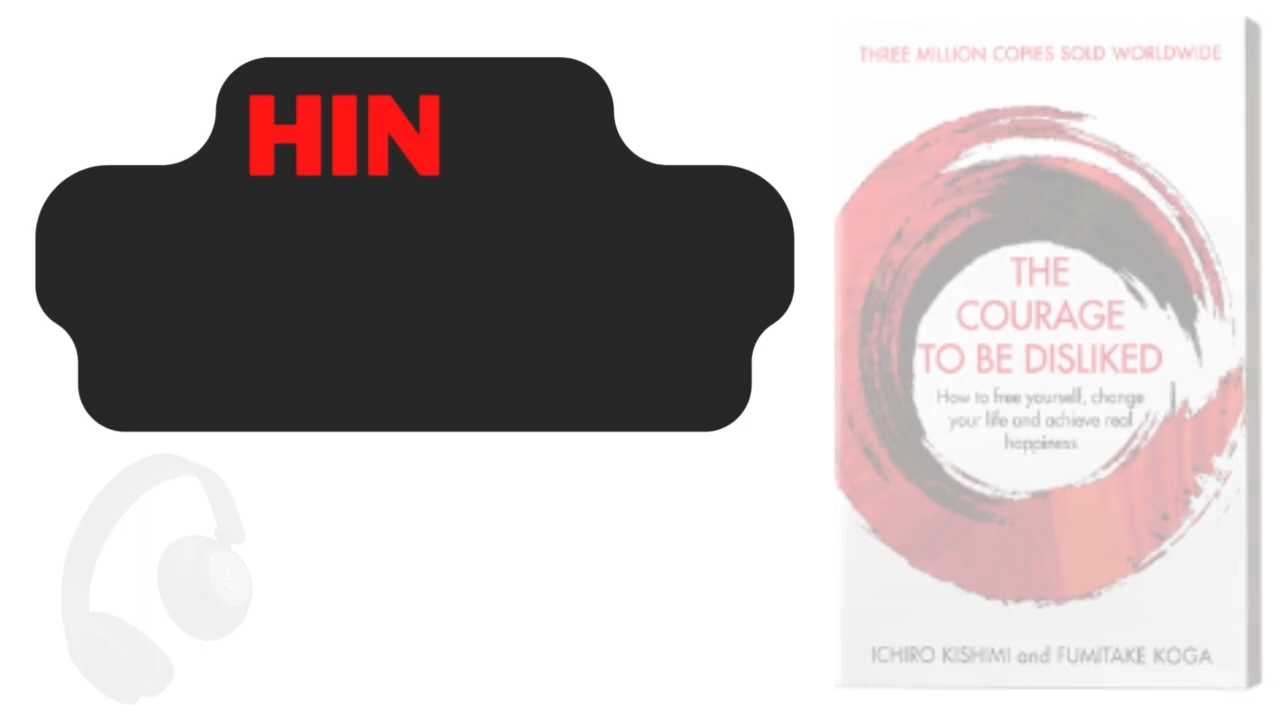 HIN
THREE MILLION COPIES SOLD WORLDWIDE
THE
COURAGE
TO BE DISLIKED
How to free yourself, change
your life and achieve real
happiness
ICHIRO KISHIMI and FUMITAKE KOGA